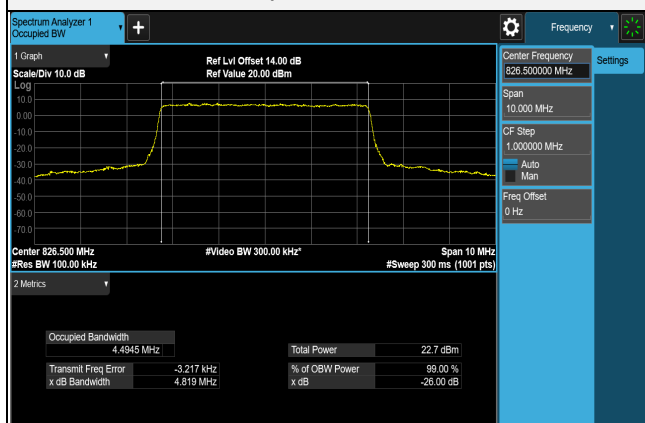 Spectrum Analyzer 1
Occupied BW
+
Frequency
1 Graph
Ref Lvl Offset 14.00 dB
Scale/Div 10.0 dB
Ref Value 20.00 dBm
Log
10.0
0.00
-10.0
-20.0
-30.0
-40.0
-50.0
-60.0
-70.0
Center 826.500 MHz
#Video BW 300.00 kHz*
Span 10 MHz
#Res BW 100.00 kHz
#Sweep 300 ms (1001 pts)
2 Metrics
Occupied Bandwidth
4.4945 MHz
Total Power 22.7 dBm
Transmit Freq Error -3.217 kHz
% of OBW Power 99.00 %
x dB Bandwidth 4.819 MHz
x dB -26.00 dB
Center Frequency
826.500000 MHz
Settings
Span
10.000 MHz
CF Step
1.000000 MHz
Auto
Man
Freq Offset
0 Hz